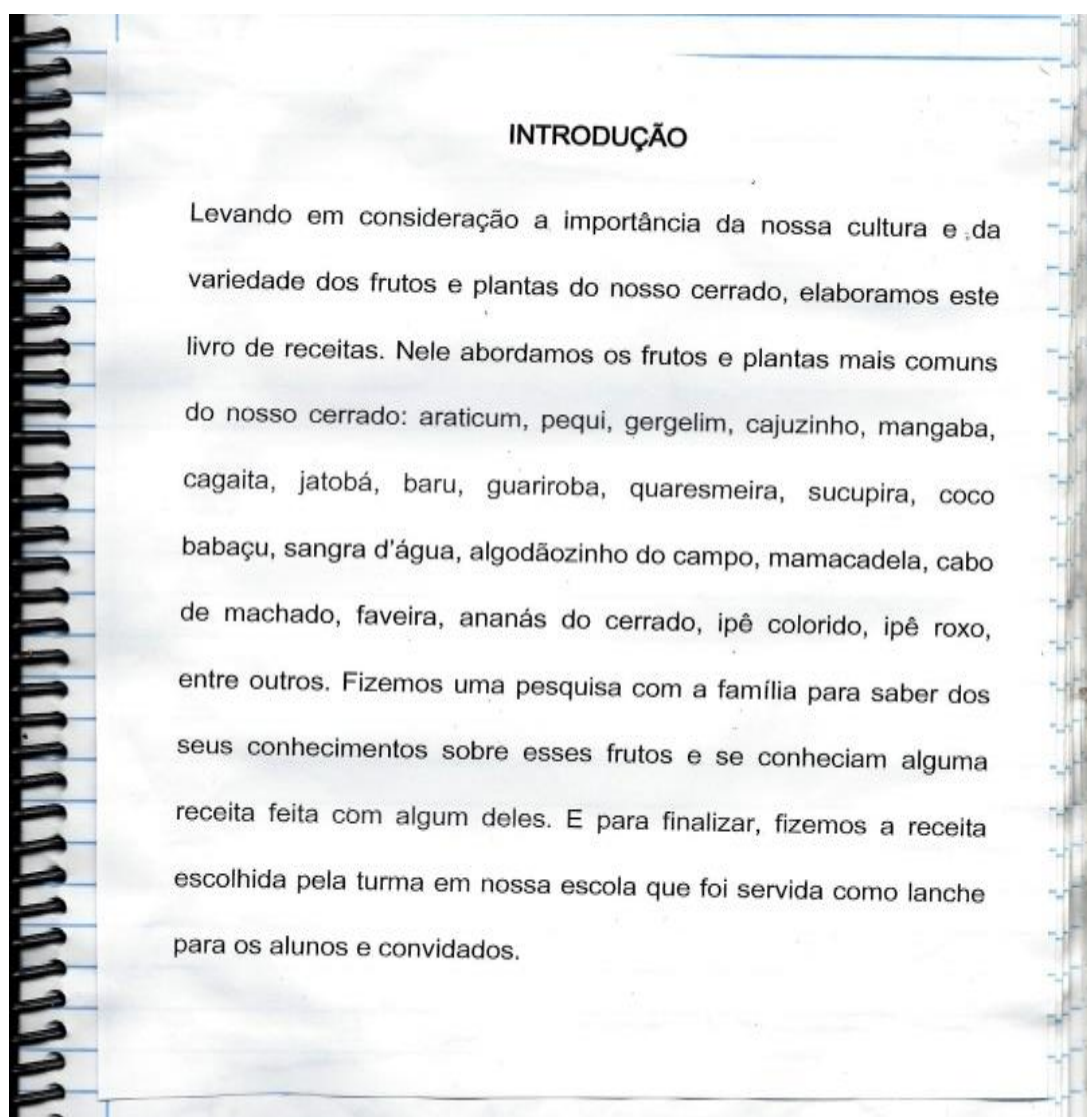 INTRODUÇÃO
Levando em consideração a importância da nossa cultura e da
variedade dos frutos e plantas do nosso cerrado, elaboramos este
livro de receitas. Nele abordamos os frutos e plantas mais comuns
do nosso cerrado: araticum, pequi, gergelim, cajuzinho, mangaba,
cagaita, jatobá, baru, guariroba, quaresmeira, sucupira, coco
babaçu, sangra d'água, algodãozinho do campo, mamacadela, cabo
de machado, faveira, ananás do cerrado, ipê colorido, ipê roxo,
entre outros. Fizemos uma pesquisa com a família para saber dos
seus conhecimentos sobre esses frutos e se conheciam alguma
receita feita com algum deles. E para finalizar, fizemos a receita
escolhida pela turma em nossa escola que foi servida como lanche
para os alunos e convidados.